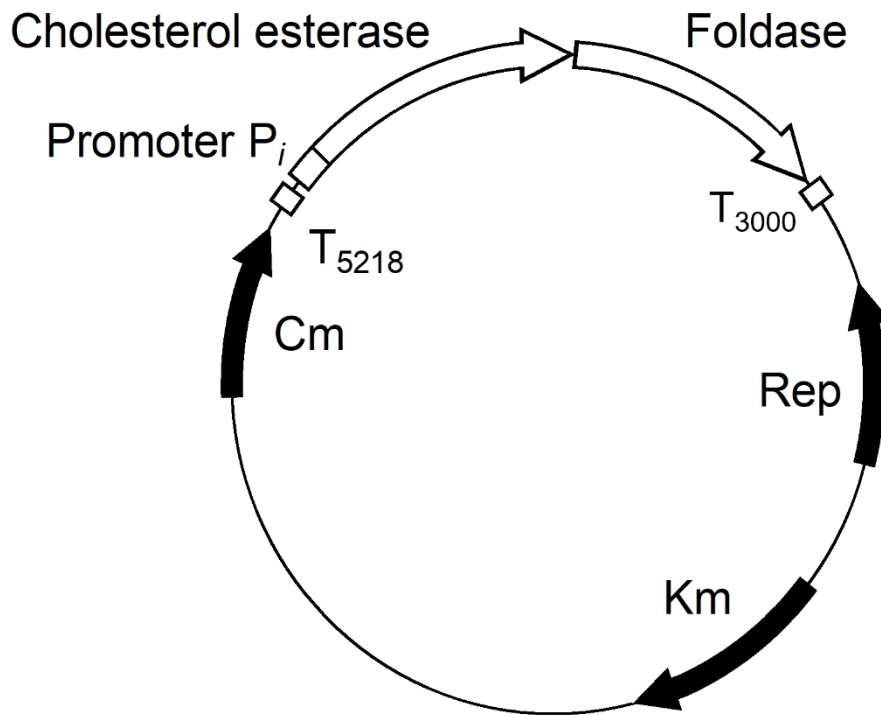 Cholesterol esterase
Foldase
Promoter Pi
T3000
T5218
Cm
Rep
Km